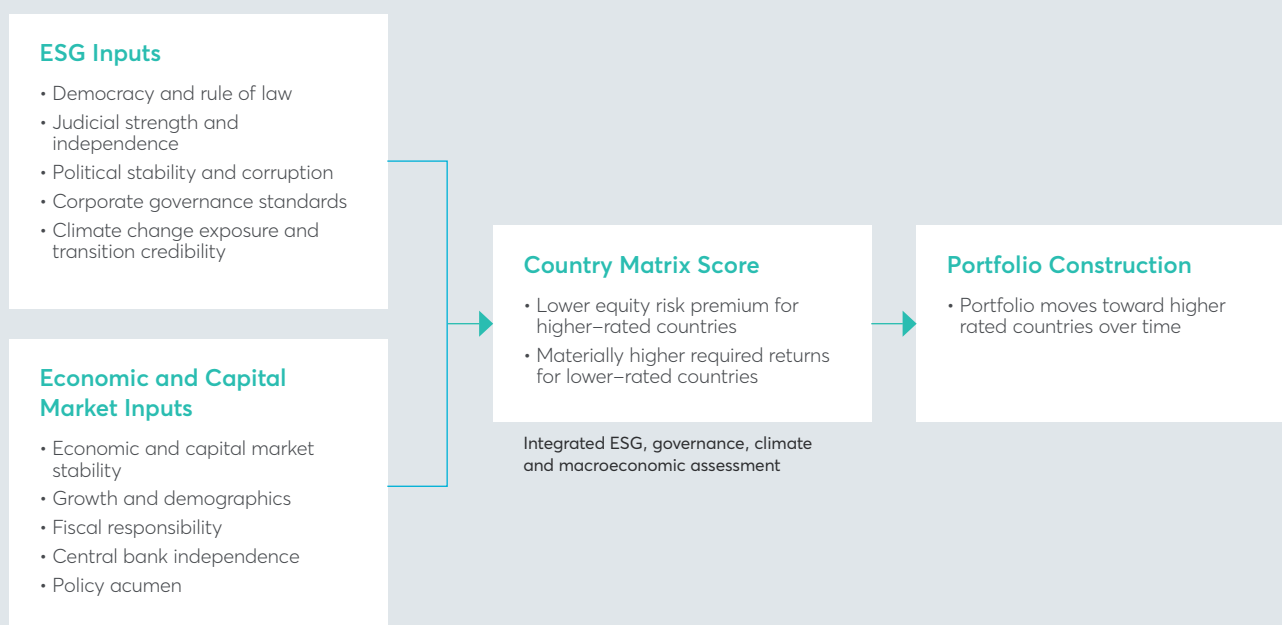 ESG Inputs
• Democracy and rule of law
• Judicial strength and
independence
• Political stability and corruption
• Corporate governance standards
• Climate change exposure and
transition credibility
Economic and Capital
Market Inputs
• Economic and capital market
stability
• Growth and demographics
• Fiscal responsibility
• Central bank independence
• Policy acumen
Country Matrix Score
• Lower equity risk premium for
higher–rated countries
• Materially higher required returns
for lower–rated countries
Integrated ESG, governance, climate
and macroeconomic assessment
Portfolio Construction
• Portfolio moves toward higher
rated countries over time